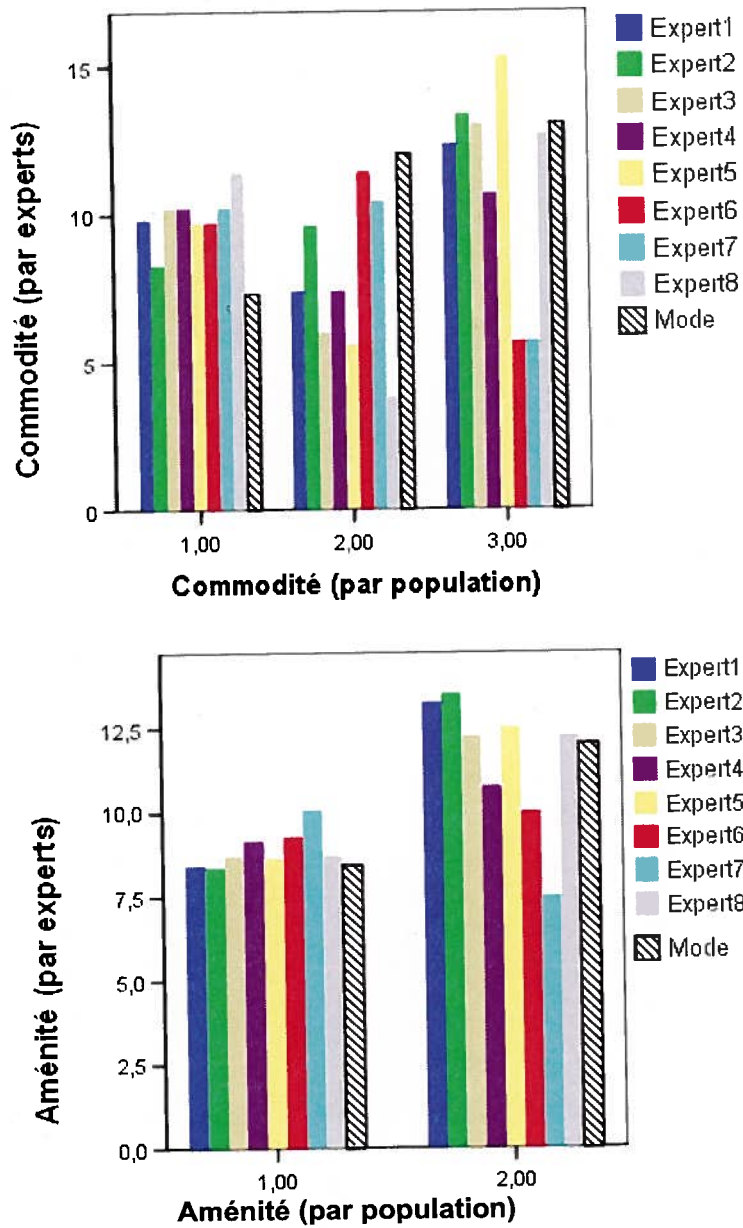 Commodité (par experts)
15
10
5
0
1,00
2,00
3,00
Commodité (par population)
Expert1
Expert2
Expert3
Expert4
Expert5
Expert6
Expert7
Expert8
Mode
Aménité (par experts)
12,5
10,0
7,5
5,0
2,5
0,0
1,00
2,00
Aménité (par population)
Expert1
Expert2
Expert3
Expert4
Expert5
Expert6
Expert7
Expert8
Mode